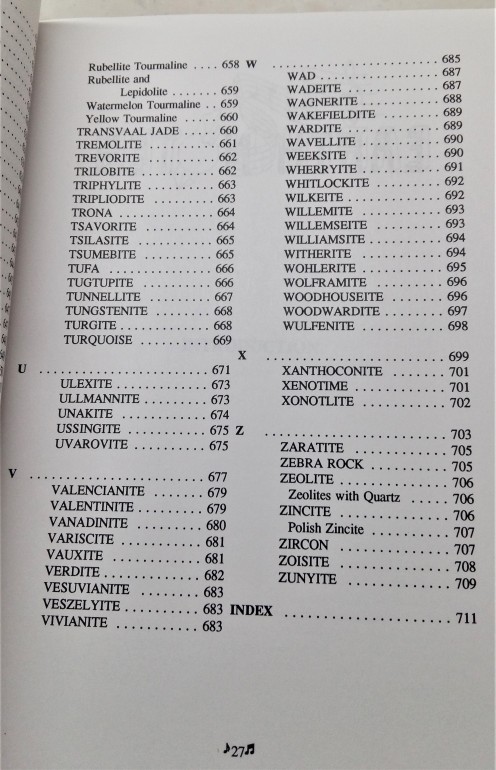 Rubellite Tourmaline .... 658
Rubellite and
Lepidolite ....... 659
Watermelon Tourmaline .. 659
Yellow Tourmaline ..... 660
TRANSVAAL JADE ..... 660
TREMOLITE .......... 661
TREVORITE .......... 662
TRILOBITE ........... 662
TRIPHYLITE .......... 663
TRIPLIODITE ......... 663
TRONA .............. 664
TSAVORITE .......... 664
TSILASITE ........... 665
TSUMEBITE .......... 665
TUFA ............... 666
TUGTUPITE .......... 666
TUNNELLITE ......... 667
TUNGSTENITE ........ 668
TURGITE ............. 668
TURQUOISE .......... 669
U ......................... 671
ULEXITE ............. 673
ULLMANNITE ......... 673
UNAKITE ............ 674
USSINGITE ........... 675
UVAROVITE .......... 675
V .......................... 677
VALENCIANITE ....... 679
VALENTINITE ........ 679
VANADINITE ......... 680
VARISCITE ........... 681
VAUXITE ............ 681
VERDITE ............. 682
VESUVIANITE ........ 683
VESZELYITE .......... 683
VIVIANITE ........... 683
W ......................... 685
WAD ................ 687
WADEITE ............ 687
WAGNERITE .......... 688
WAKEFIELDITE ....... 689
WARDITE ............ 689
WAVELLITE .......... 690
WEEKSITE ........... 690
WHERRYITE .......... 691
WHITLOCKITE ........ 692
WILKEITE ............ 692
WILLEMITE .......... 693
WILLEMSEITE ........ 693
WILLIAMSITE ........ 694
WITHERITE .......... 694
WOHLERITE .......... 695
WOLFRAMITE ........ 696
WOODHOUSEITE ...... 696
WOODWARDITE ...... 697
WULFENITE .......... 698
X .......................... 699
XANTHOCONITE ...... 701
XENOTIME ........... 701
XONOTLITE .......... 702
Z .......................... 703
ZARATITE ............ 705
ZEBRA ROCK ......... 705
ZEOLITE ............. 706
Zeolites with Quartz .... 706
ZINCITE ............. 706
Polish Zincite ......... 707
ZIRCON ............. 707
ZOISITE ............. 708
ZUNYITE ............ 709
INDEX ..................... 711
♪27♬